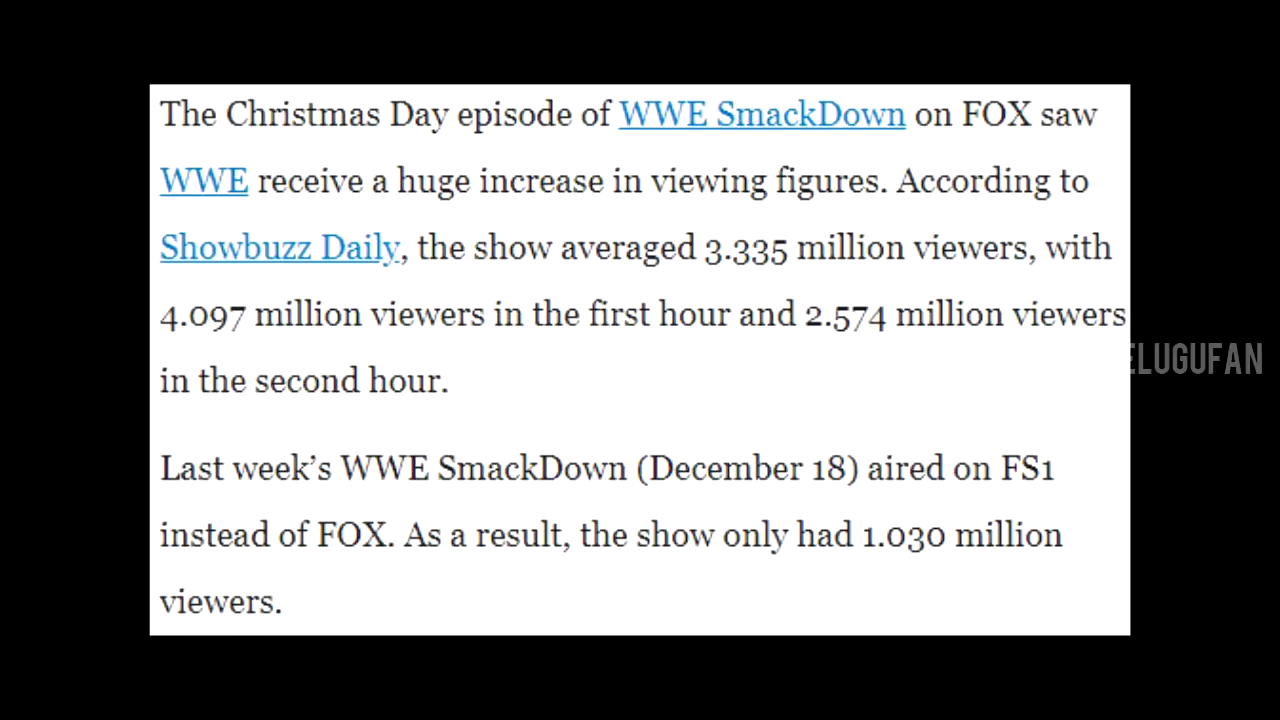 The Christmas Day episode of WWE SmackDown on FOX saw
WWE receive a huge increase in viewing figures. According to
Showbuzz Daily, the show averaged 3.335 million viewers, with
4.097 million viewers in the first hour and 2.574 million viewers
ELUGUFAN
in the second hour.
Last week’s WWE SmackDown (December 18) aired on FS1
instead of FOX. As a result, the show only had 1.030 million
viewers.